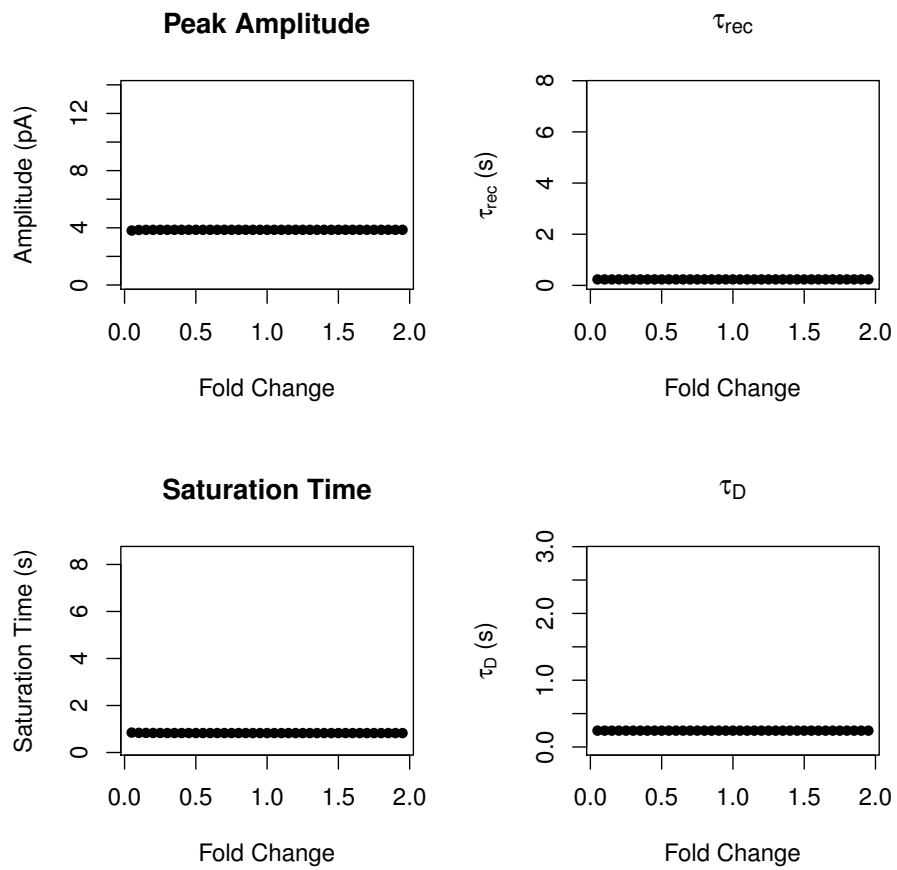 Peak Amplitude
Amplitude (pA)
0 4 8 12
0.0 0.5 1.0 1.5 2.0
Fold Change
τrec
τrec (s)
0 2 4 6 8
0.0 0.5 1.0 1.5 2.0
Fold Change
Saturation Time
Saturation Time (s)
0 2 4 6 8
0.0 0.5 1.0 1.5 2.0
Fold Change
τD
τD (s)
0.0 1.0 2.0 3.0
0.0 0.5 1.0 1.5 2.0
Fold Change